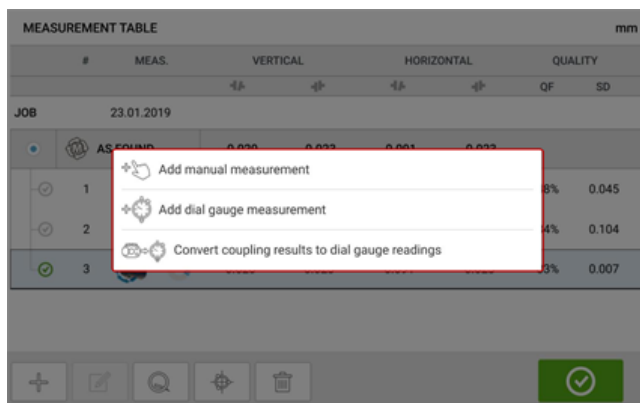 MEASUREMENT TABLE mm
# MEAS. VERTICAL HORIZONTAL QUALITY
QF SD
JOB 23.01.2019
AS FOUND
Add manual measurement
1 0.045
Add dial gauge measurement
2 0.104
Convert coupling results to dial gauge readings
3 0.007